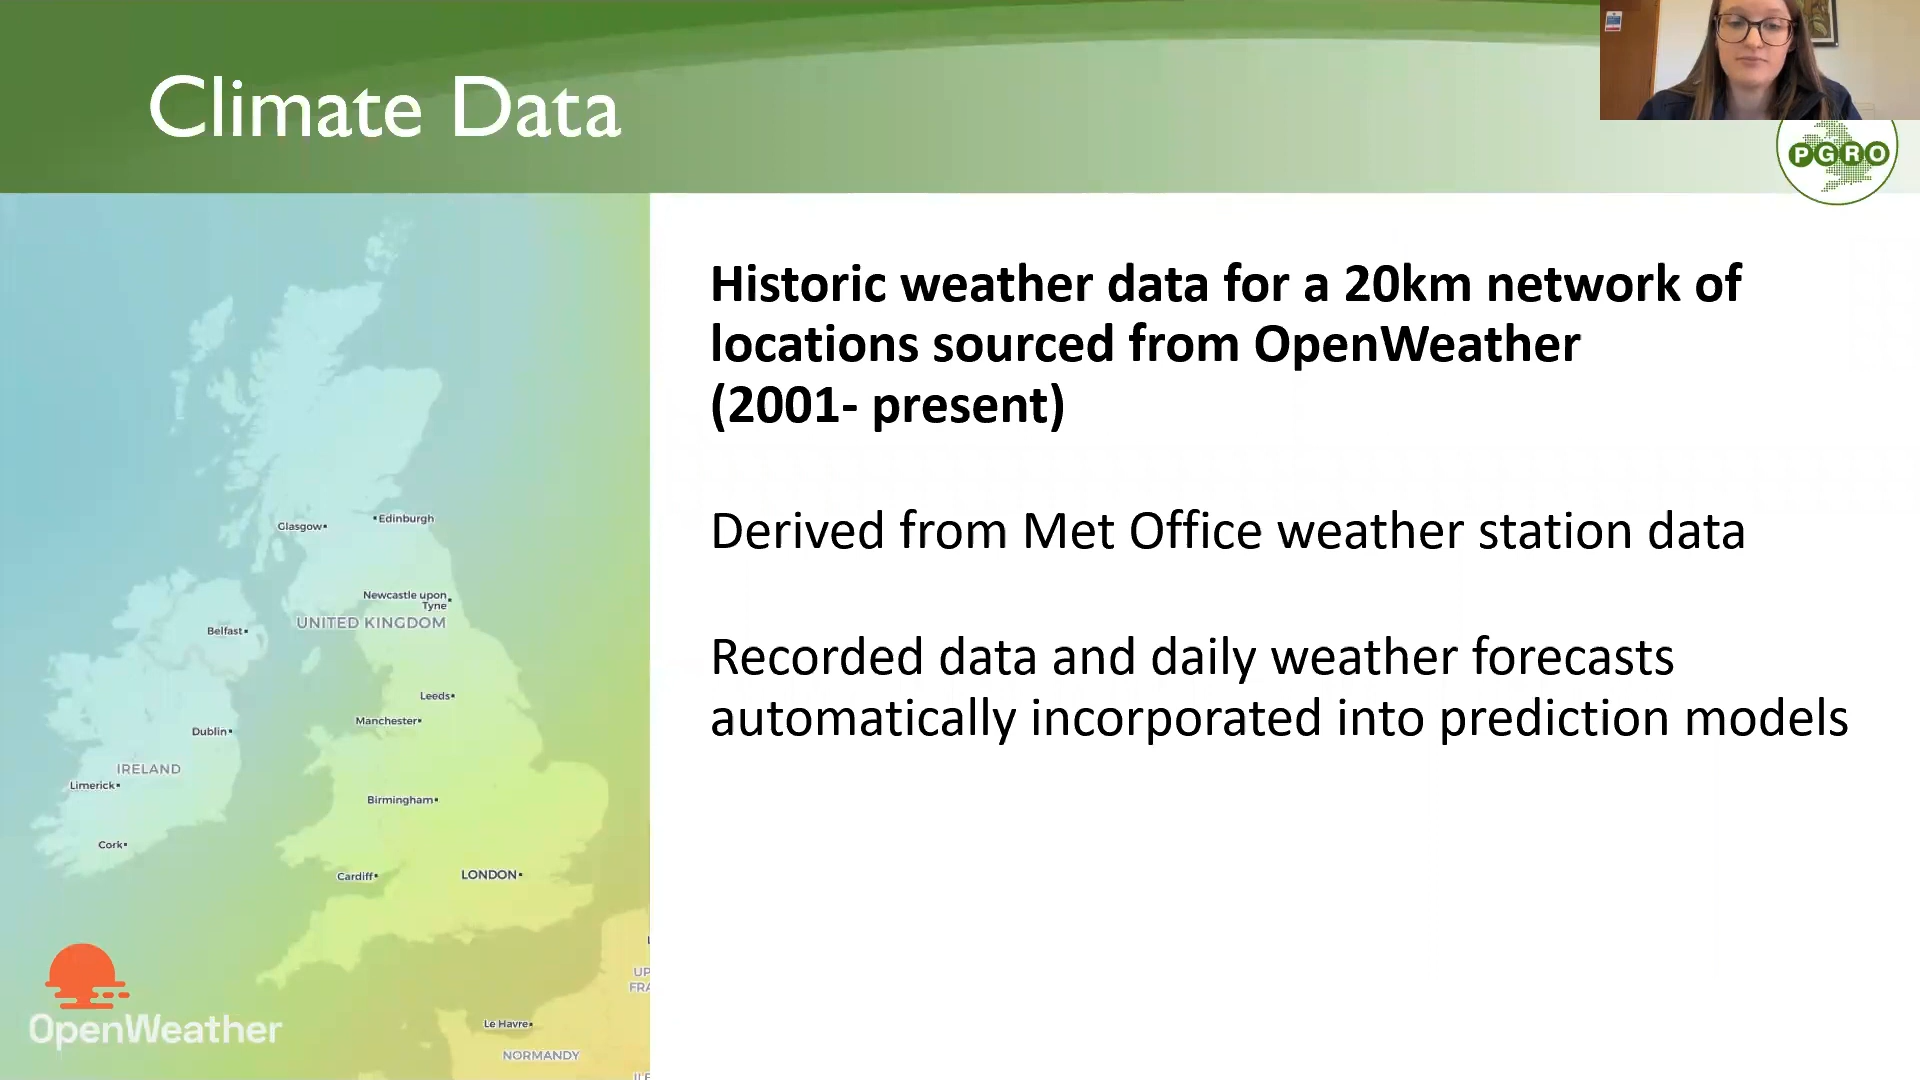 Climate Data
PGRO
Historic weather data for a 20km network of
locations sourced from OpenWeather
(2001- present)
Derived from Met Office weather station data
Recorded data and daily weather forecasts
automatically incorporated into prediction models
Glasgow
Edinburgh
Newcastle upon
Tyne
UNITED KINGDOM
Belfast
Leeds
Manchester
Dublin
IRELAND
Limerick
Birmingham
Cork
Cardiff
LONDON
UP
FRA
Le Havre
NORMANDY
OpenWeather